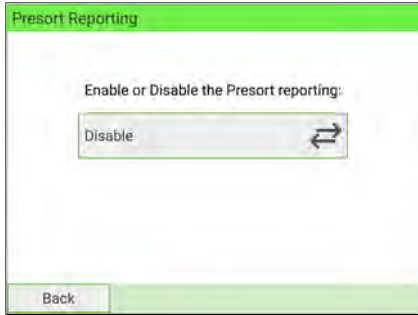 Presort Reporting
Enable or Disable the Presort reporting:
Disable
Back